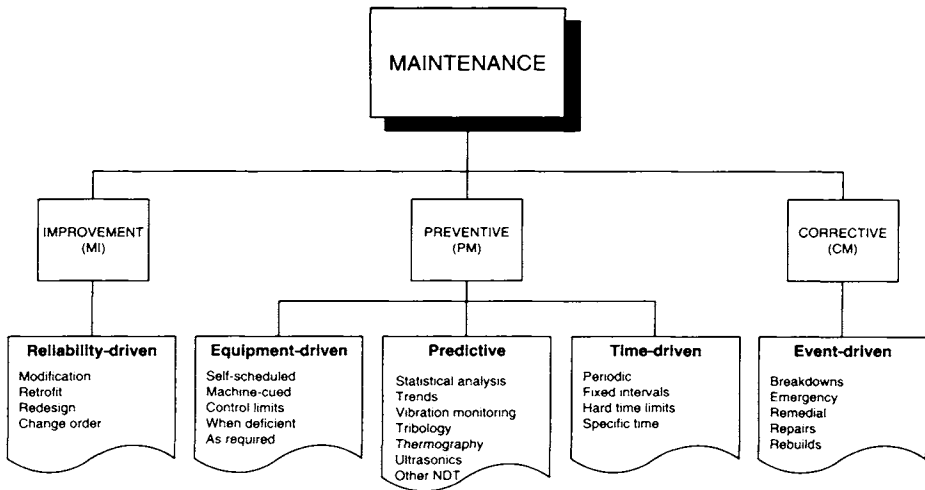 MAINTENANCE
IMPROVEMENT
(MI)
PREVENTIVE
(PM)
CORRECTIVE
(CM)
Reliability-driven
Modification
Retrofit
Redesign
Change order
Equipment-driven
Self-scheduled
Machine-cued
Control limits
When deficient
As required
Predictive
Statistical analysis
Trends
Vibration monitoring
Tribology
Thermography
Ultrasonics
Other NDT
Time-driven
Periodic
Fixed intervals
Hard time limits
Specific time
Event-driven
Breakdowns
Emergency
Remedial
Repairs
Rebuilds